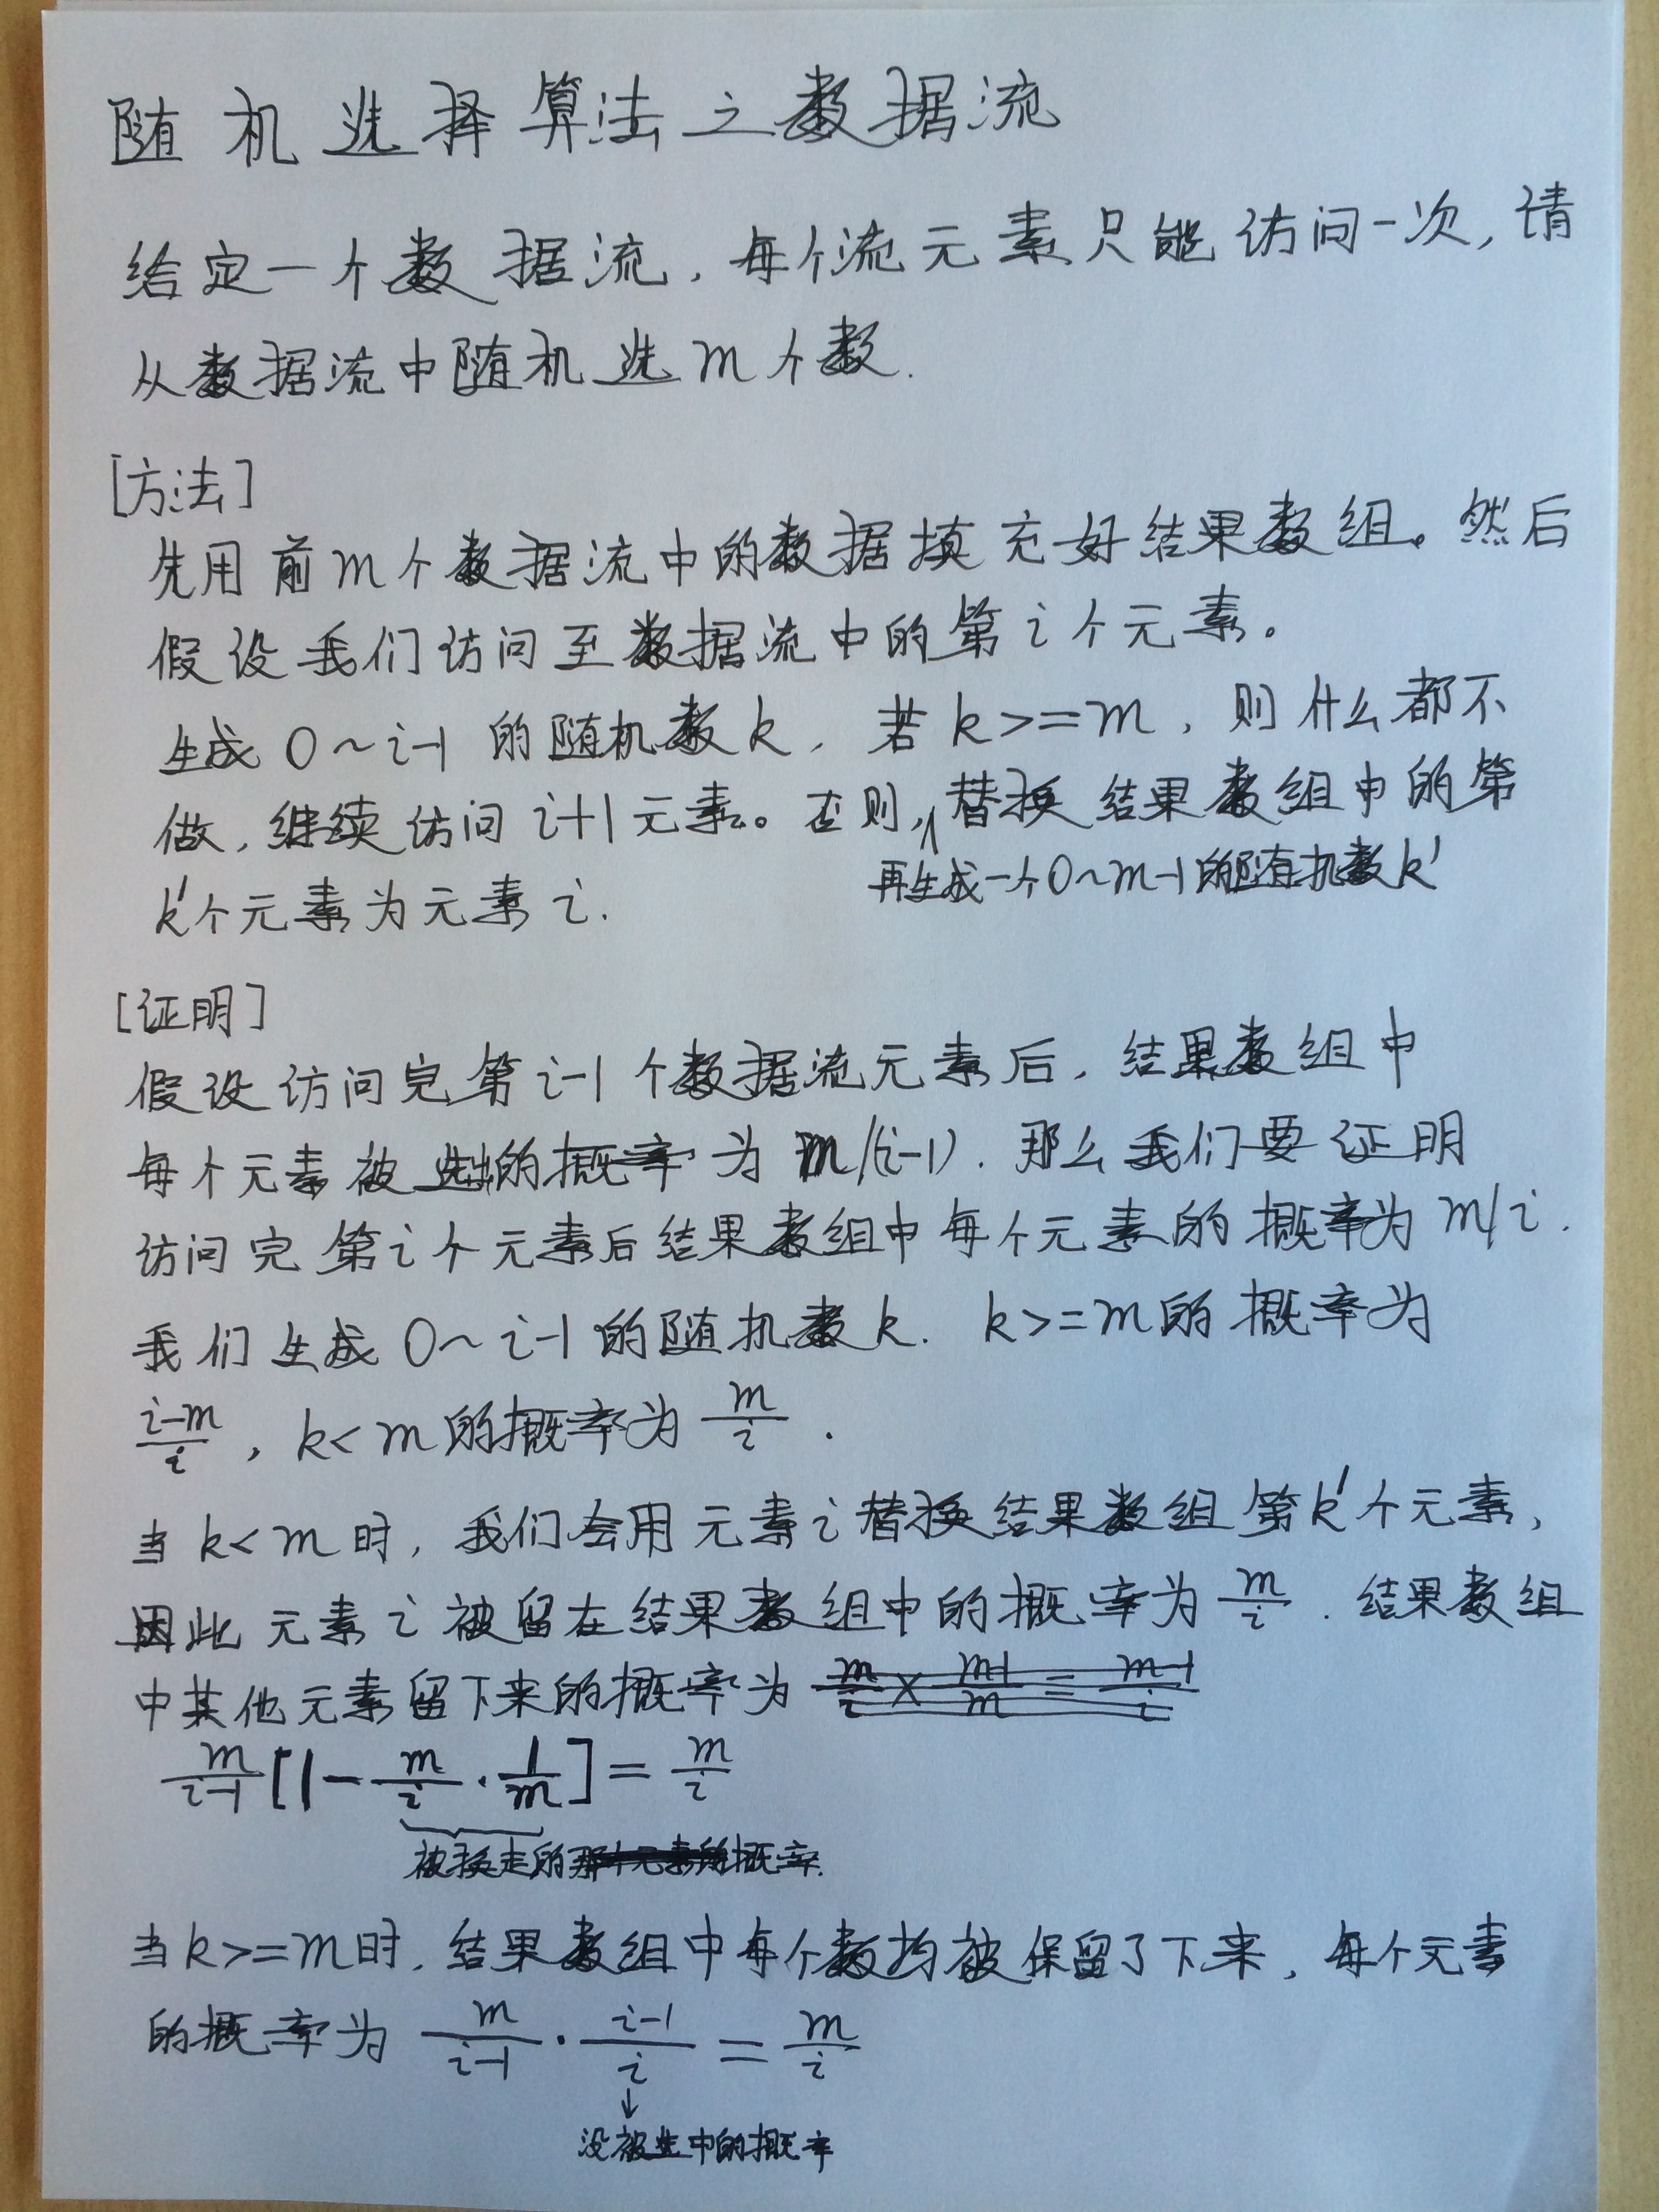 随机选择算法之数据流
给定一个数据流，每个流元素只能访问一次，请
从数据流中随机选m个数.
[方法]
先用前m个数据流中的数据填充好结果数组。然后
假设我们访问至数据流中的第i个元素。
生成0~i-1的随机数k，若k>=m，则什么都不
做，继续访问i+1元素。否则，替换结果数组中的第
再生成一个0~m-1的随机数k'
k'个元素为元素i.
[证明]
假设访问完第i-1个数据流元素后，结果数组中
每个元素被选出的概率为m/(i-1). 那么我们要证明
访问完第i个元素后结果数组中每个元素的概率为m/i.
我们生成0~i-1的随机数k. k>=m的概率为
i-m/i，k<m的概率为m/i.
当k<m时，我们会用元素i替换结果数组第k'个元素，
因此元素i被留在结果数组中的概率为m/i. 结果数组
中其他元素留下来的概率为 m/i × m-1/m = m-1/i
m/i-1[1-m/i·1/m]=m/i
被换走的那个元素的概率.
当k>=m时，结果数组中每个数均被保留了下来，每个元素
的概率为 m/i-1 · i-1/i = m/i
↓
没被选中的概率